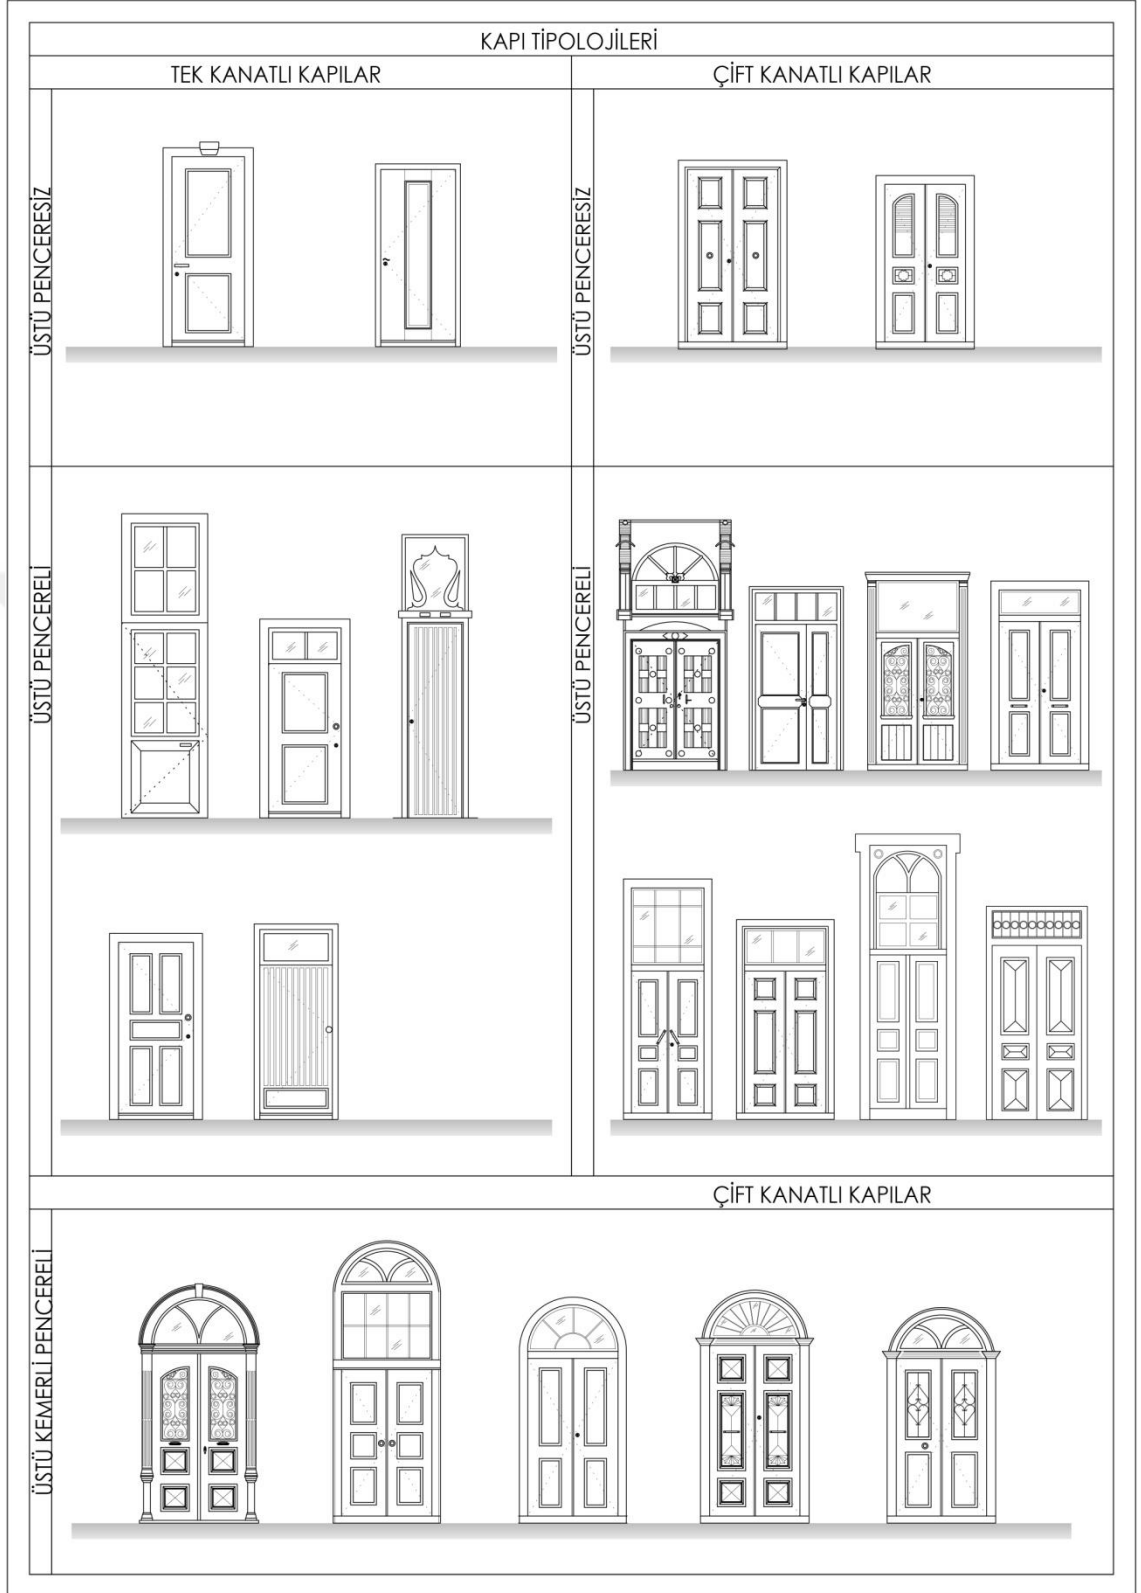 KAPI TİPOLOJİLERİ
TEK KANATLI KAPILAR
ÇİFT KANATLI KAPILAR
ÜSTÜ PENCERESİZ
ÜSTÜ PENCERESİZ
ÜSTÜ PENCERELİ
ÜSTÜ PENCERELİ
ÇİFT KANATLI KAPILAR
ÜSTÜ KEMERLİ PENCERELİ